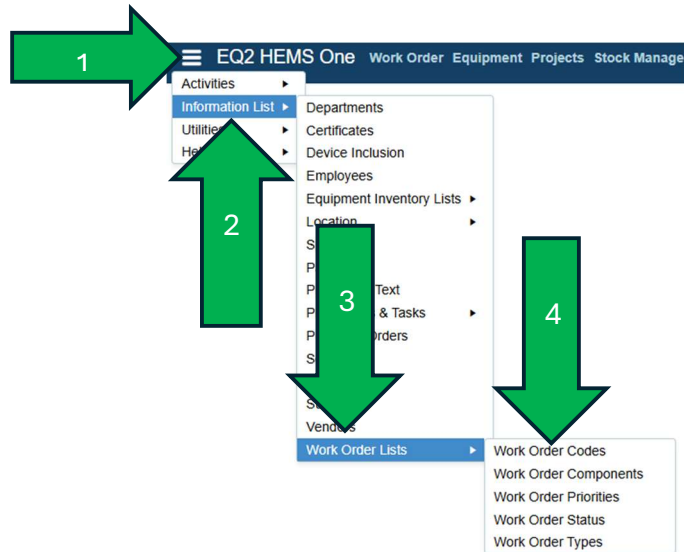 1
EQ2 HEMS One Work Order Equipment Projects Stock Manage
Activities
Information List
Departments
Certificates
Device Inclusion
Employees
Equipment Inventory Lists
Location
2
3
Text
& Tasks
4
Vendors
Work Order Lists
Work Order Codes
Work Order Components
Work Order Priorities
Work Order Status
Work Order Types